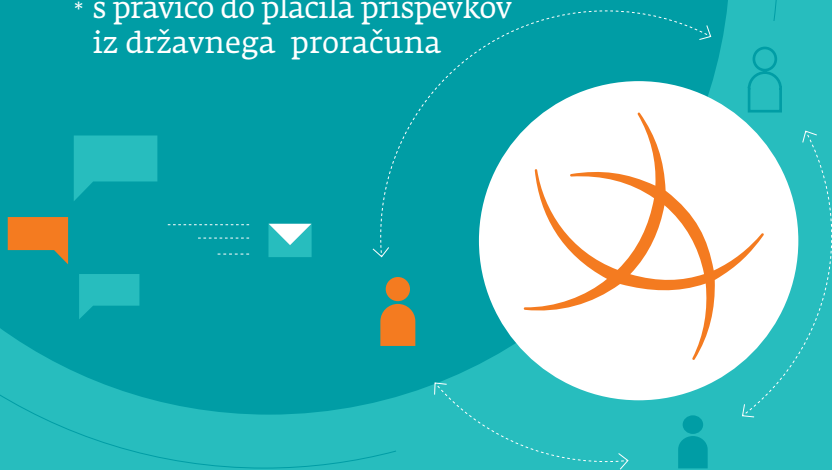 * s pravico do plačila prispevkov
iz državnega proračuna